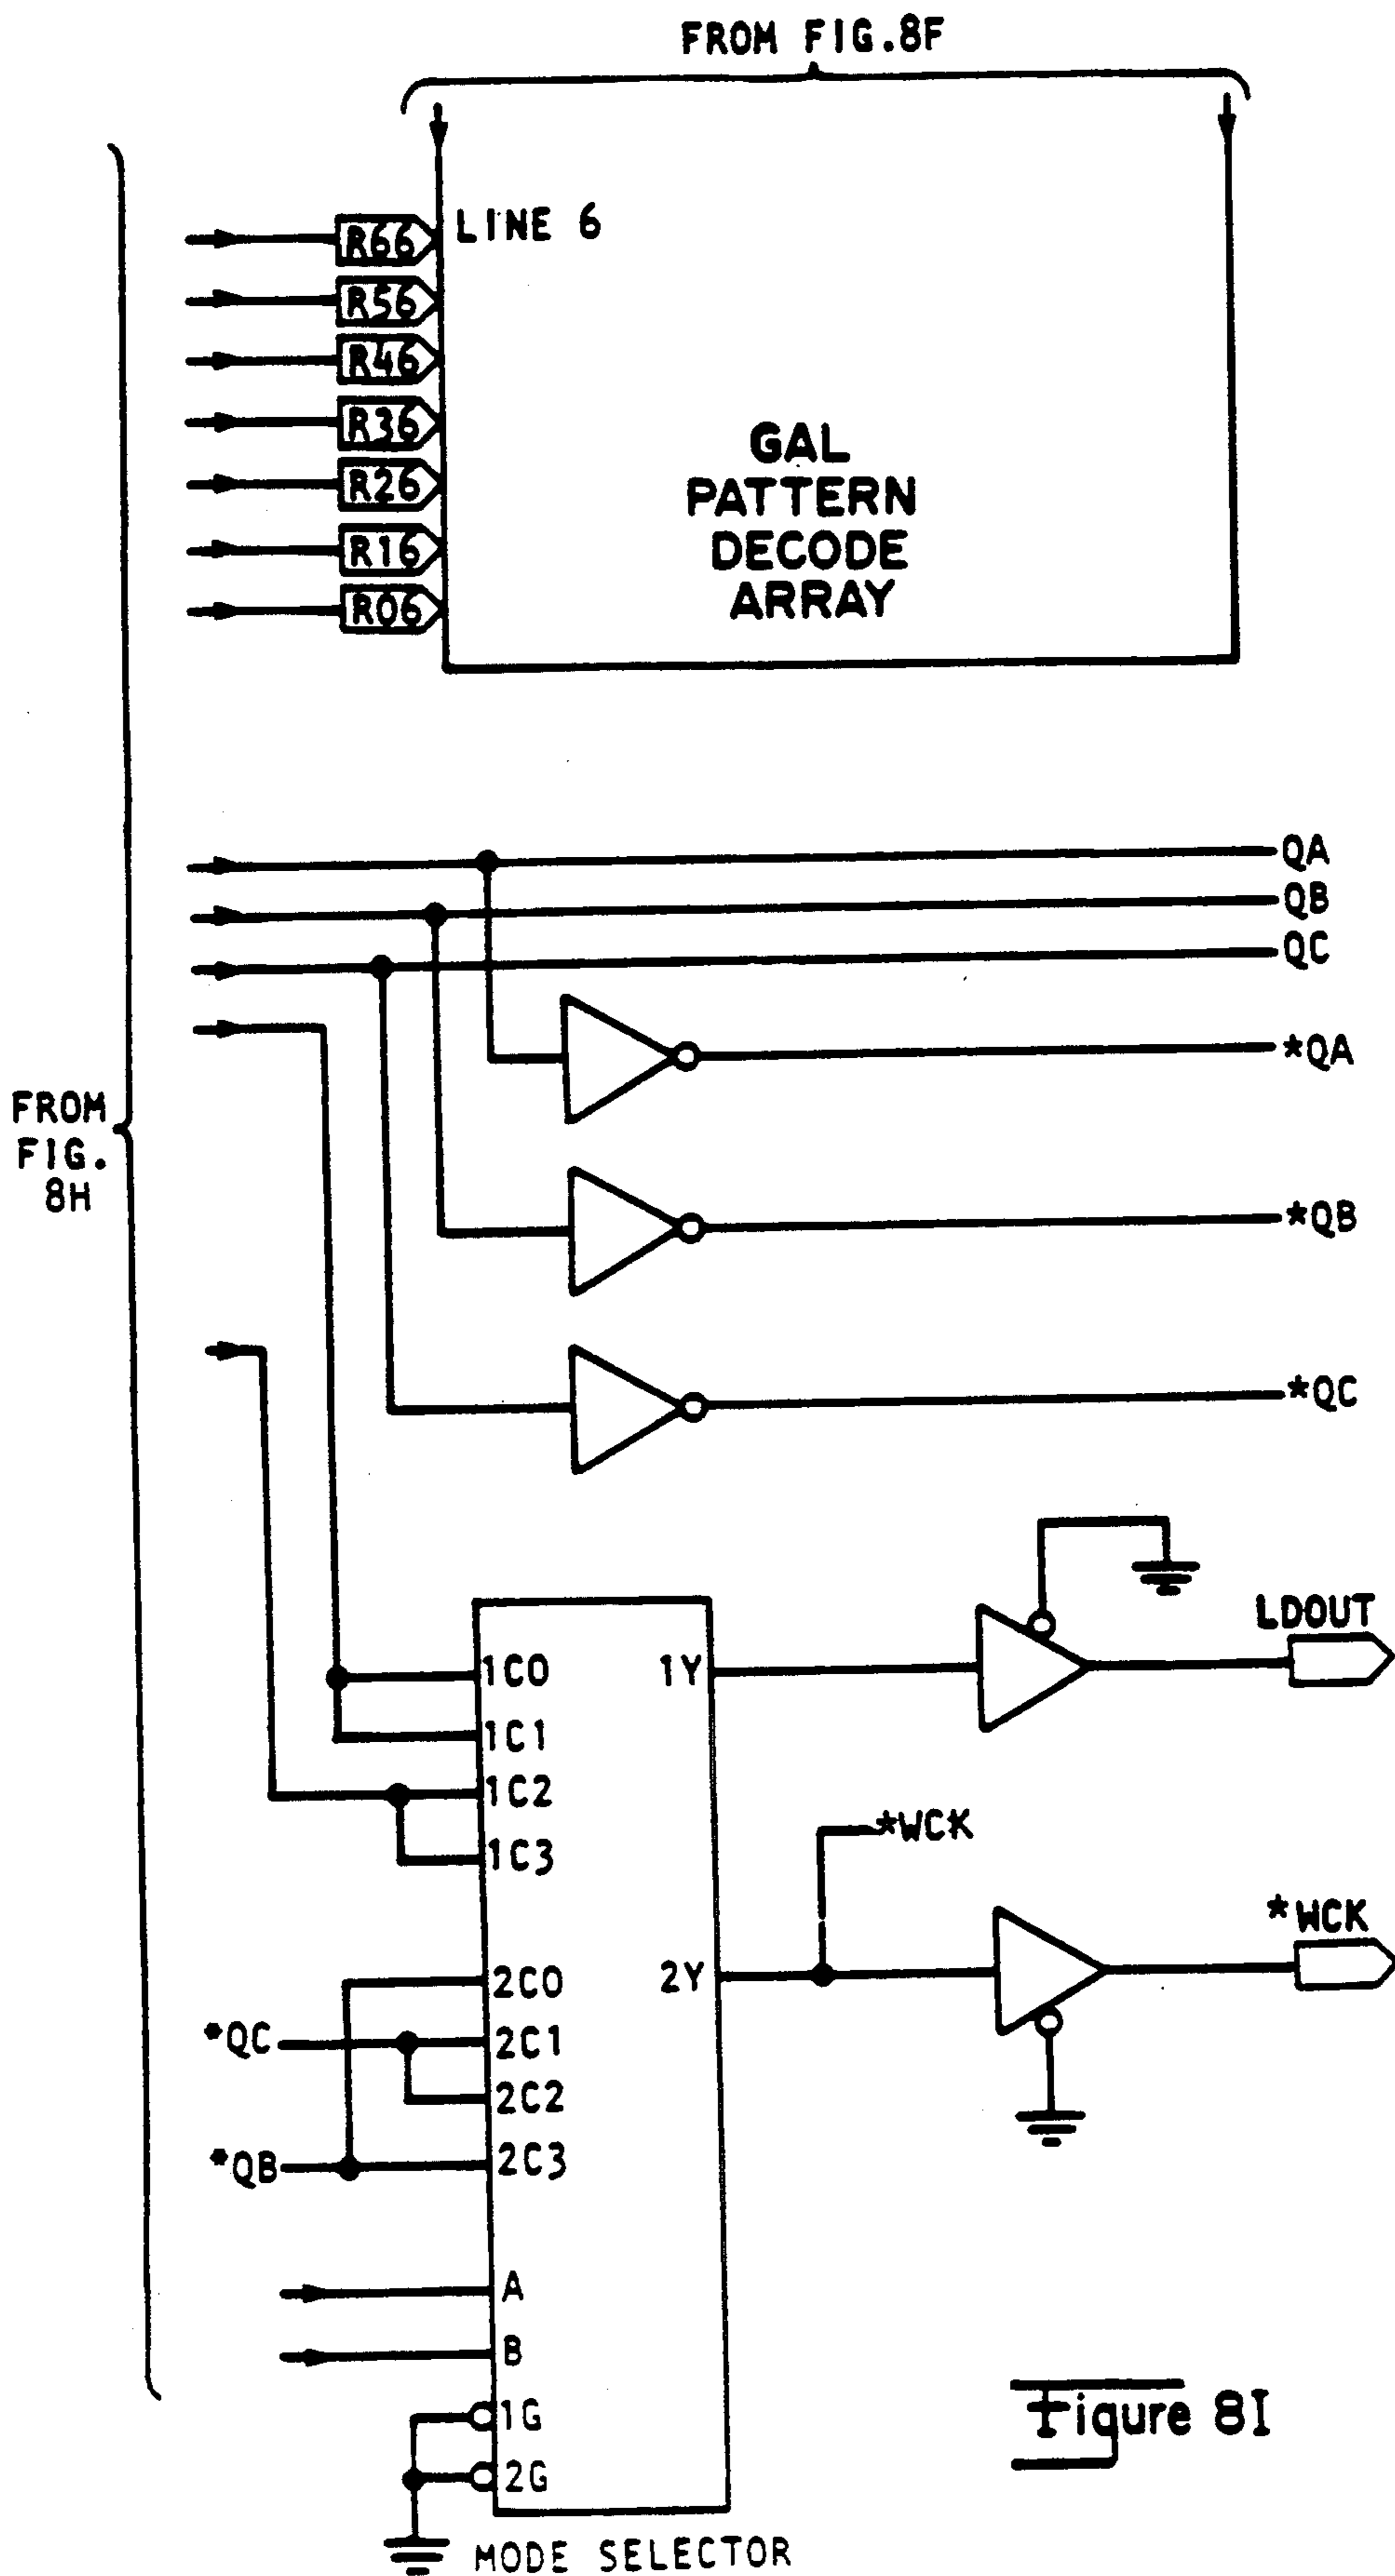 FROM FIG.8F
LINE 6
R66
R56
R46
R36
R26
R16
R06
GAL
PATTERN
DECODE
ARRAY
QA
QB
QC
*QA
FROM
FIG.
8H
*QB
*QC
LDOUT
1C0
1Y
1C1
1C2
*WCK
1C3
*WCK
2C0
2Y
*QC
2C1
2C2
*QB
2C3
A
B
1G
2G
Figure 8I
MODE SELECTOR